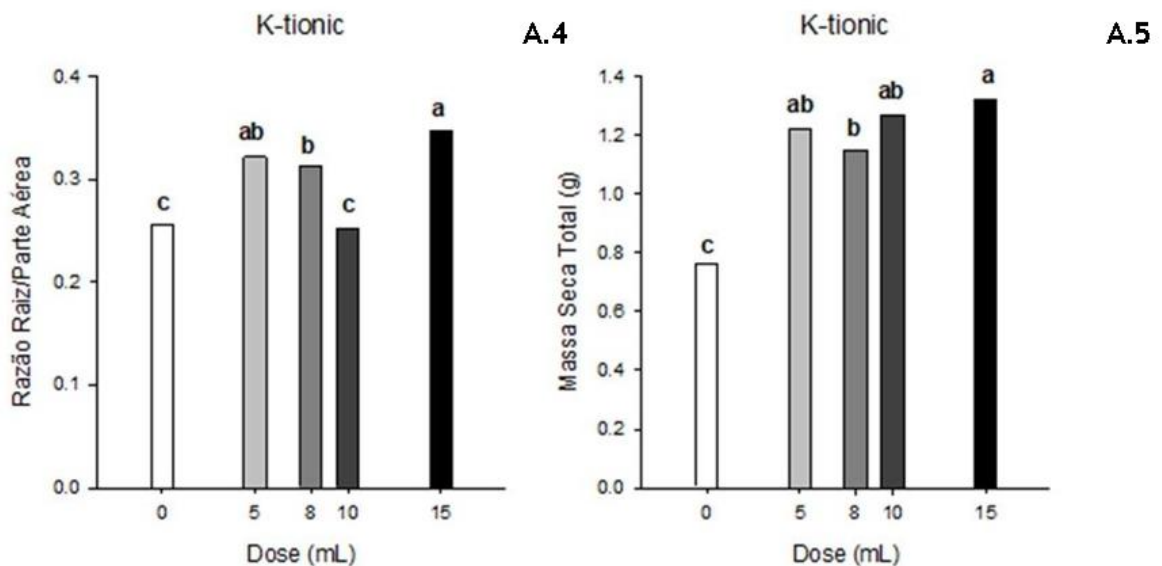 K-tionic
A.4
Razão Raiz/Parte Aérea
0.4
0.3
0.2
0.1
0.0
c
ab
b
c
a
0
5
8
10
15
Dose (mL)
K-tionic
A.5
Massa Seca Total (g)
1.4
1.2
1.0
0.8
0.6
0.4
0.2
0.0
c
ab
b
ab
a
0
5
8
10
15
Dose (mL)